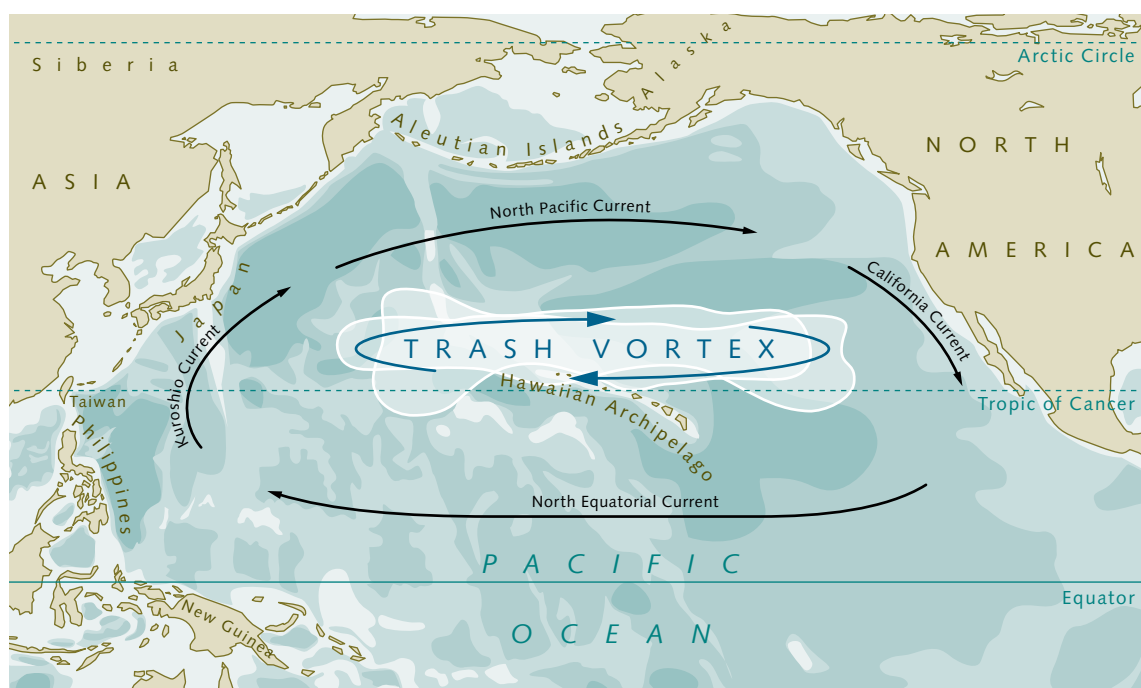 Arctic Circle
Siberia
Alaska
Aleutian Islands
NORTH
ASIA
North Pacific Current
AMERICA
California Current
Japan
Kuroshio Current
TRASH VORTEX
Hawaiian Archipelago
Taiwan
Tropic of Cancer
Philippines
North Equatorial Current
PACIFIC
Equator
New Guinea
OCEAN